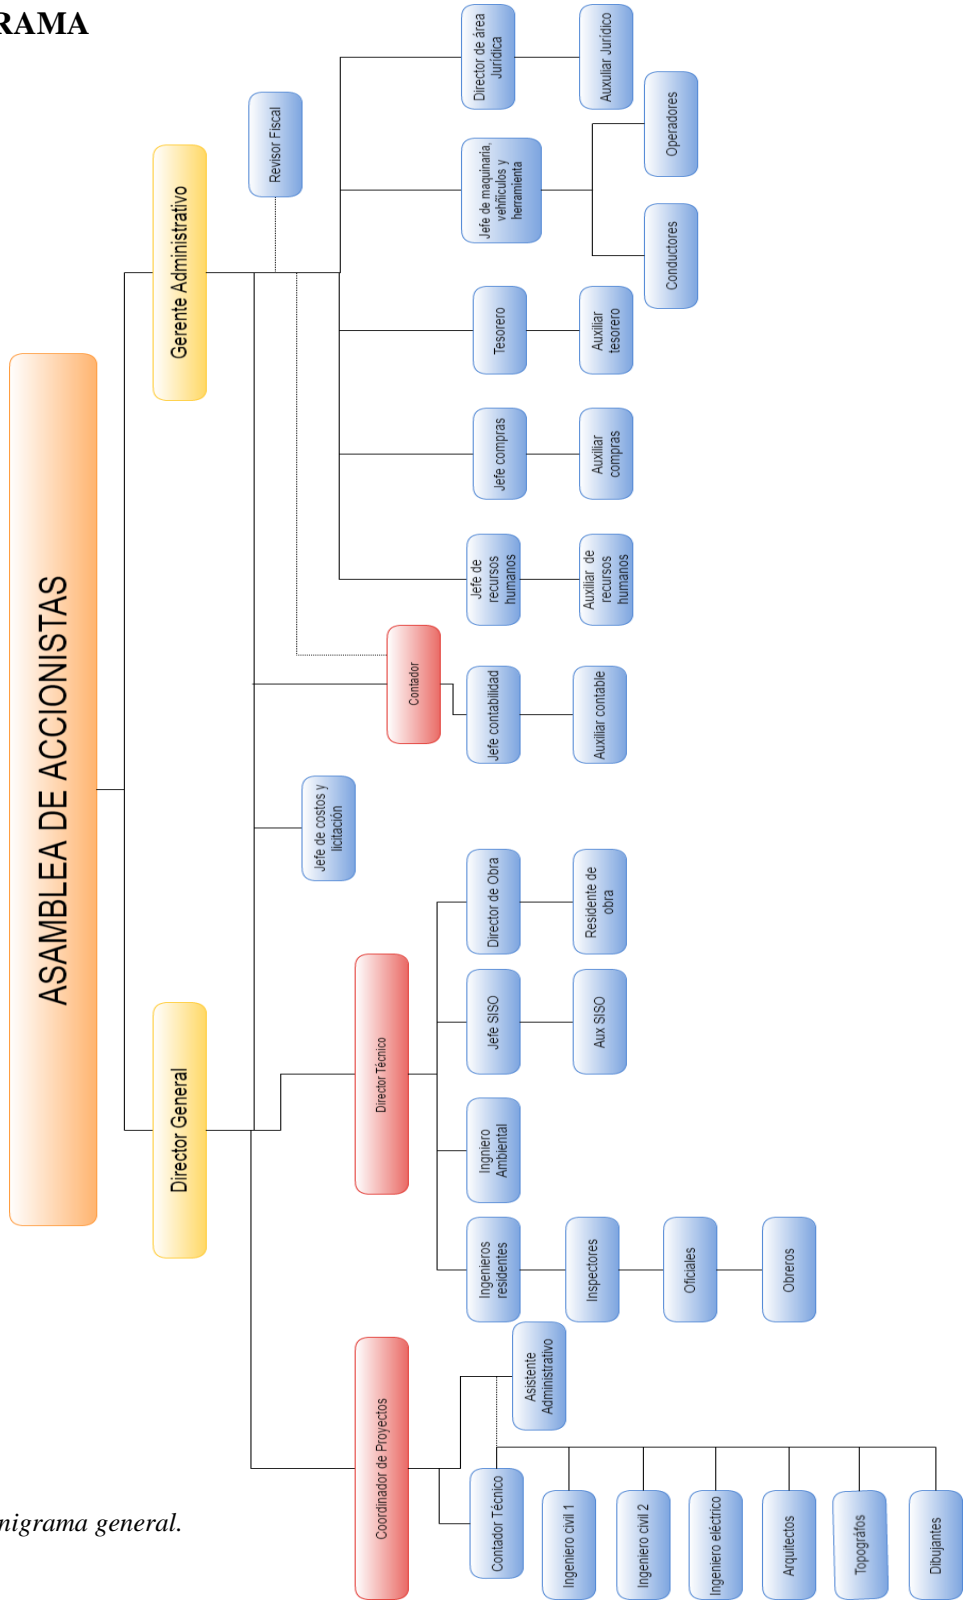 RAMA
ASAMBLEA DE ACCIONISTAS
Director General
Gerente Administrativo
Revisor Fiscal
Jefe de costos y
licitación
Coordinador de Proyectos
Director Técnico
Contador
Contador Técnico
Asistente
Administrativo
Ingeniero civil 1
Ingeniero civil 2
Ingeniero eléctrico
Arquitectos
Topográfos
Dibujantes
Ingenieros
residentes
Inspectores
Oficiales
Obreros
Ingniero
Ambiental
Jefe SISO
Aux SISO
Director de Obra
Residente de
obra
Jefe contabilidad
Auxiliar contable
Jefe de
recursos
humanos
Auxiliar de
recursos
humanos
Jefe compras
Auxiliar
compras
Tesorero
Auxiliar
tesorero
Jefe de maquinaria,
vehñiculos y
herramienta
Conductores
Operadores
Director de área
Jurídica
Auxuliar Jurídico
nigrama general.